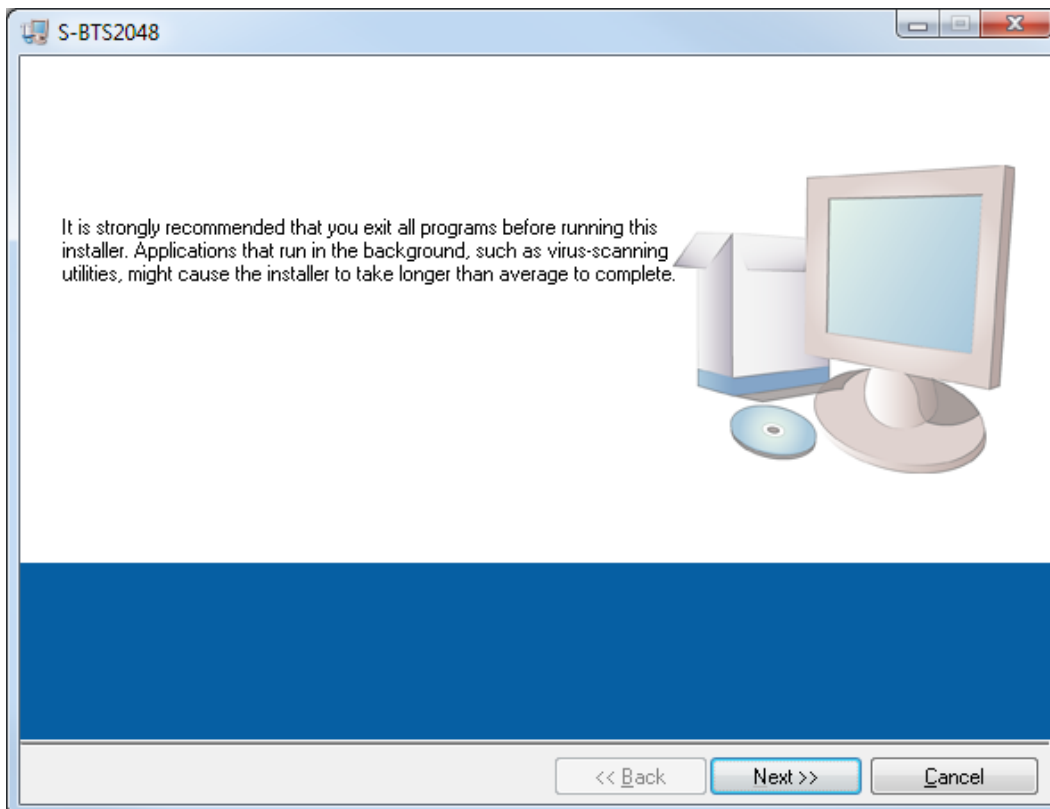 S-BTS2048
It is strongly recommended that you exit all programs before running this
installer. Applications that run in the background, such as virus-scanning
utilities, might cause the installer to take longer than average to complete.
<< Back
Next >>
Cancel